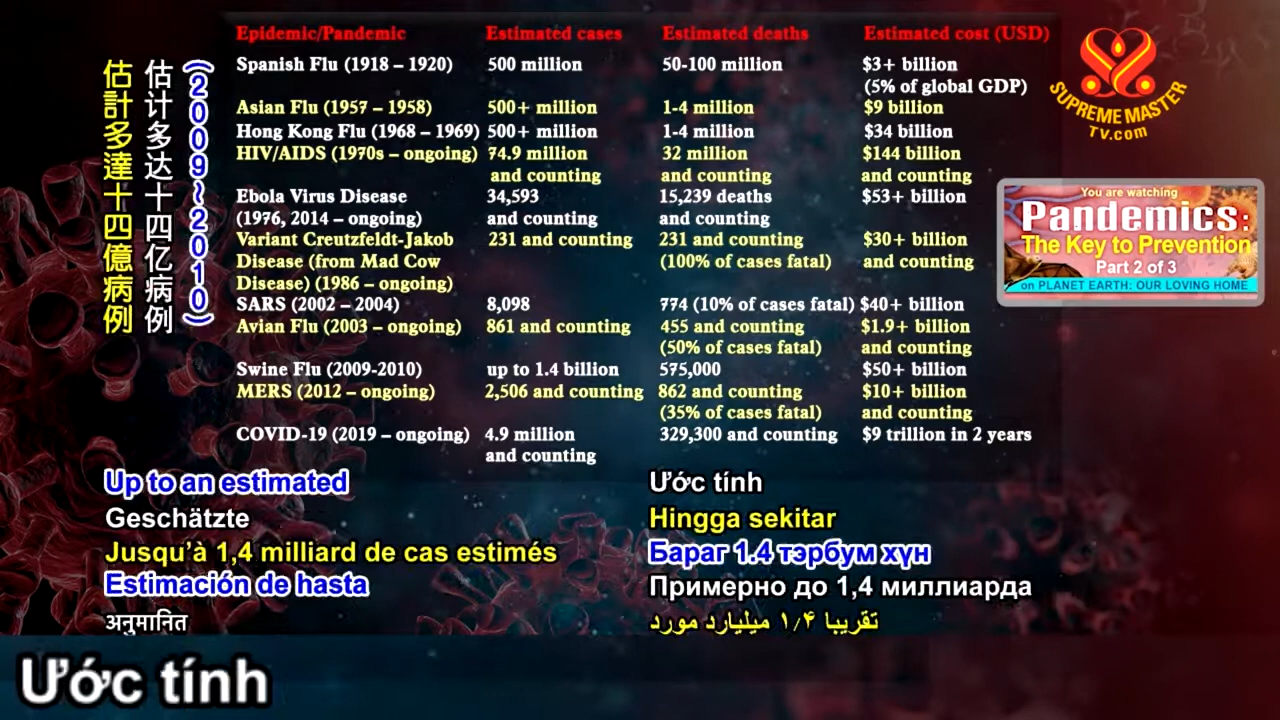 Epidemic/Pandemic Estimated cases Estimated deaths Estimated cost (USD)
Spanish Flu (1918 – 1920) 500 million 50-100 million $3+ billion
(5% of global GDP)
Asian Flu (1957 – 1958) 500+ million 1-4 million $9 billion
Hong Kong Flu (1968 – 1969) 500+ million 1-4 million $34 billion
HIV/AIDS (1970s – ongoing) 74.9 million 32 million $144 billion
and counting and counting and counting
Ebola Virus Disease 34,593 15,239 deaths $53+ billion
(1976, 2014 – ongoing) and counting and counting
Variant Creutzfeldt-Jakob 231 and counting 231 and counting $30+ billion
Disease (from Mad Cow (100% of cases fatal) and counting
Disease) (1986 – ongoing)
SARS (2002 – 2004) 8,098 774 (10% of cases fatal) $40+ billion
Avian Flu (2003 – ongoing) 861 and counting 455 and counting $1.9+ billion
(50% of cases fatal) and counting
Swine Flu (2009-2010) up to 1.4 billion 575,000 $50+ billion
MERS (2012 – ongoing) 2,506 and counting 862 and counting $10+ billion
(35% of cases fatal) and counting
COVID-19 (2019 – ongoing) 4.9 million 329,300 and counting $9 trillion in 2 years
and counting
(2009~2010)
估计多达十四亿病例
估計多達十四億病例
SUPREME MASTER
TV.com
You are watching
Pandemics:
The Key to Prevention
Part 2 of 3
on PLANET EARTH: OUR LOVING HOME
Up to an estimated
Geschätzte
Jusqu'à 1,4 milliard de cas estimés
Estimación de hasta
अनुमानित
Ước tính
Hingga sekitar
Бараг 1.4 тэрбум хүн
Примерно до 1,4 миллиарда
تقریبا ۱/۴ میلیارد مورد
Ước tính